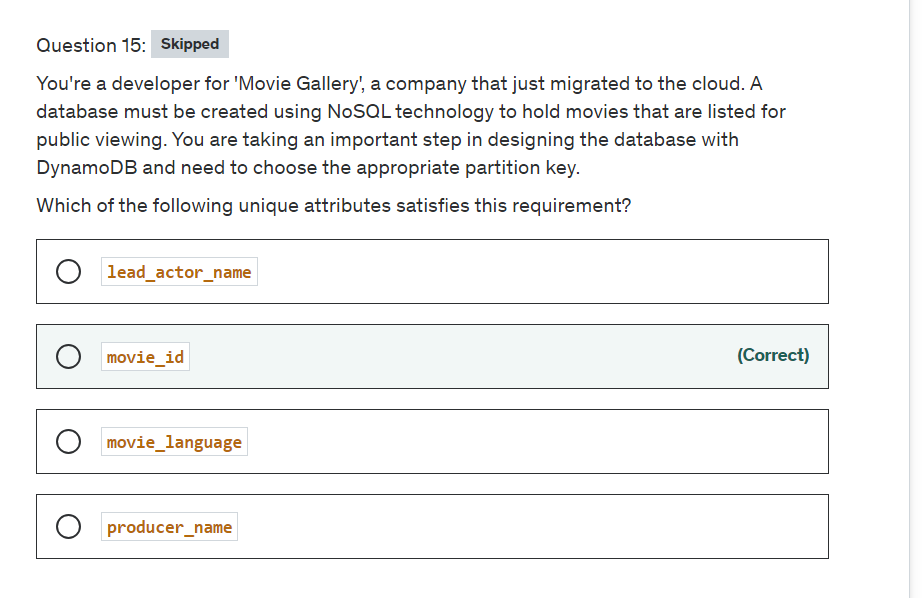 Question 15: Skipped
You're a developer for 'Movie Gallery', a company that just migrated to the cloud. A
database must be created using NoSQL technology to hold movies that are listed for
public viewing. You are taking an important step in designing the database with
DynamoDB and need to choose the appropriate partition key.
Which of the following unique attributes satisfies this requirement?
lead_actor_name
movie_id (Correct)
movie_language
producer_name